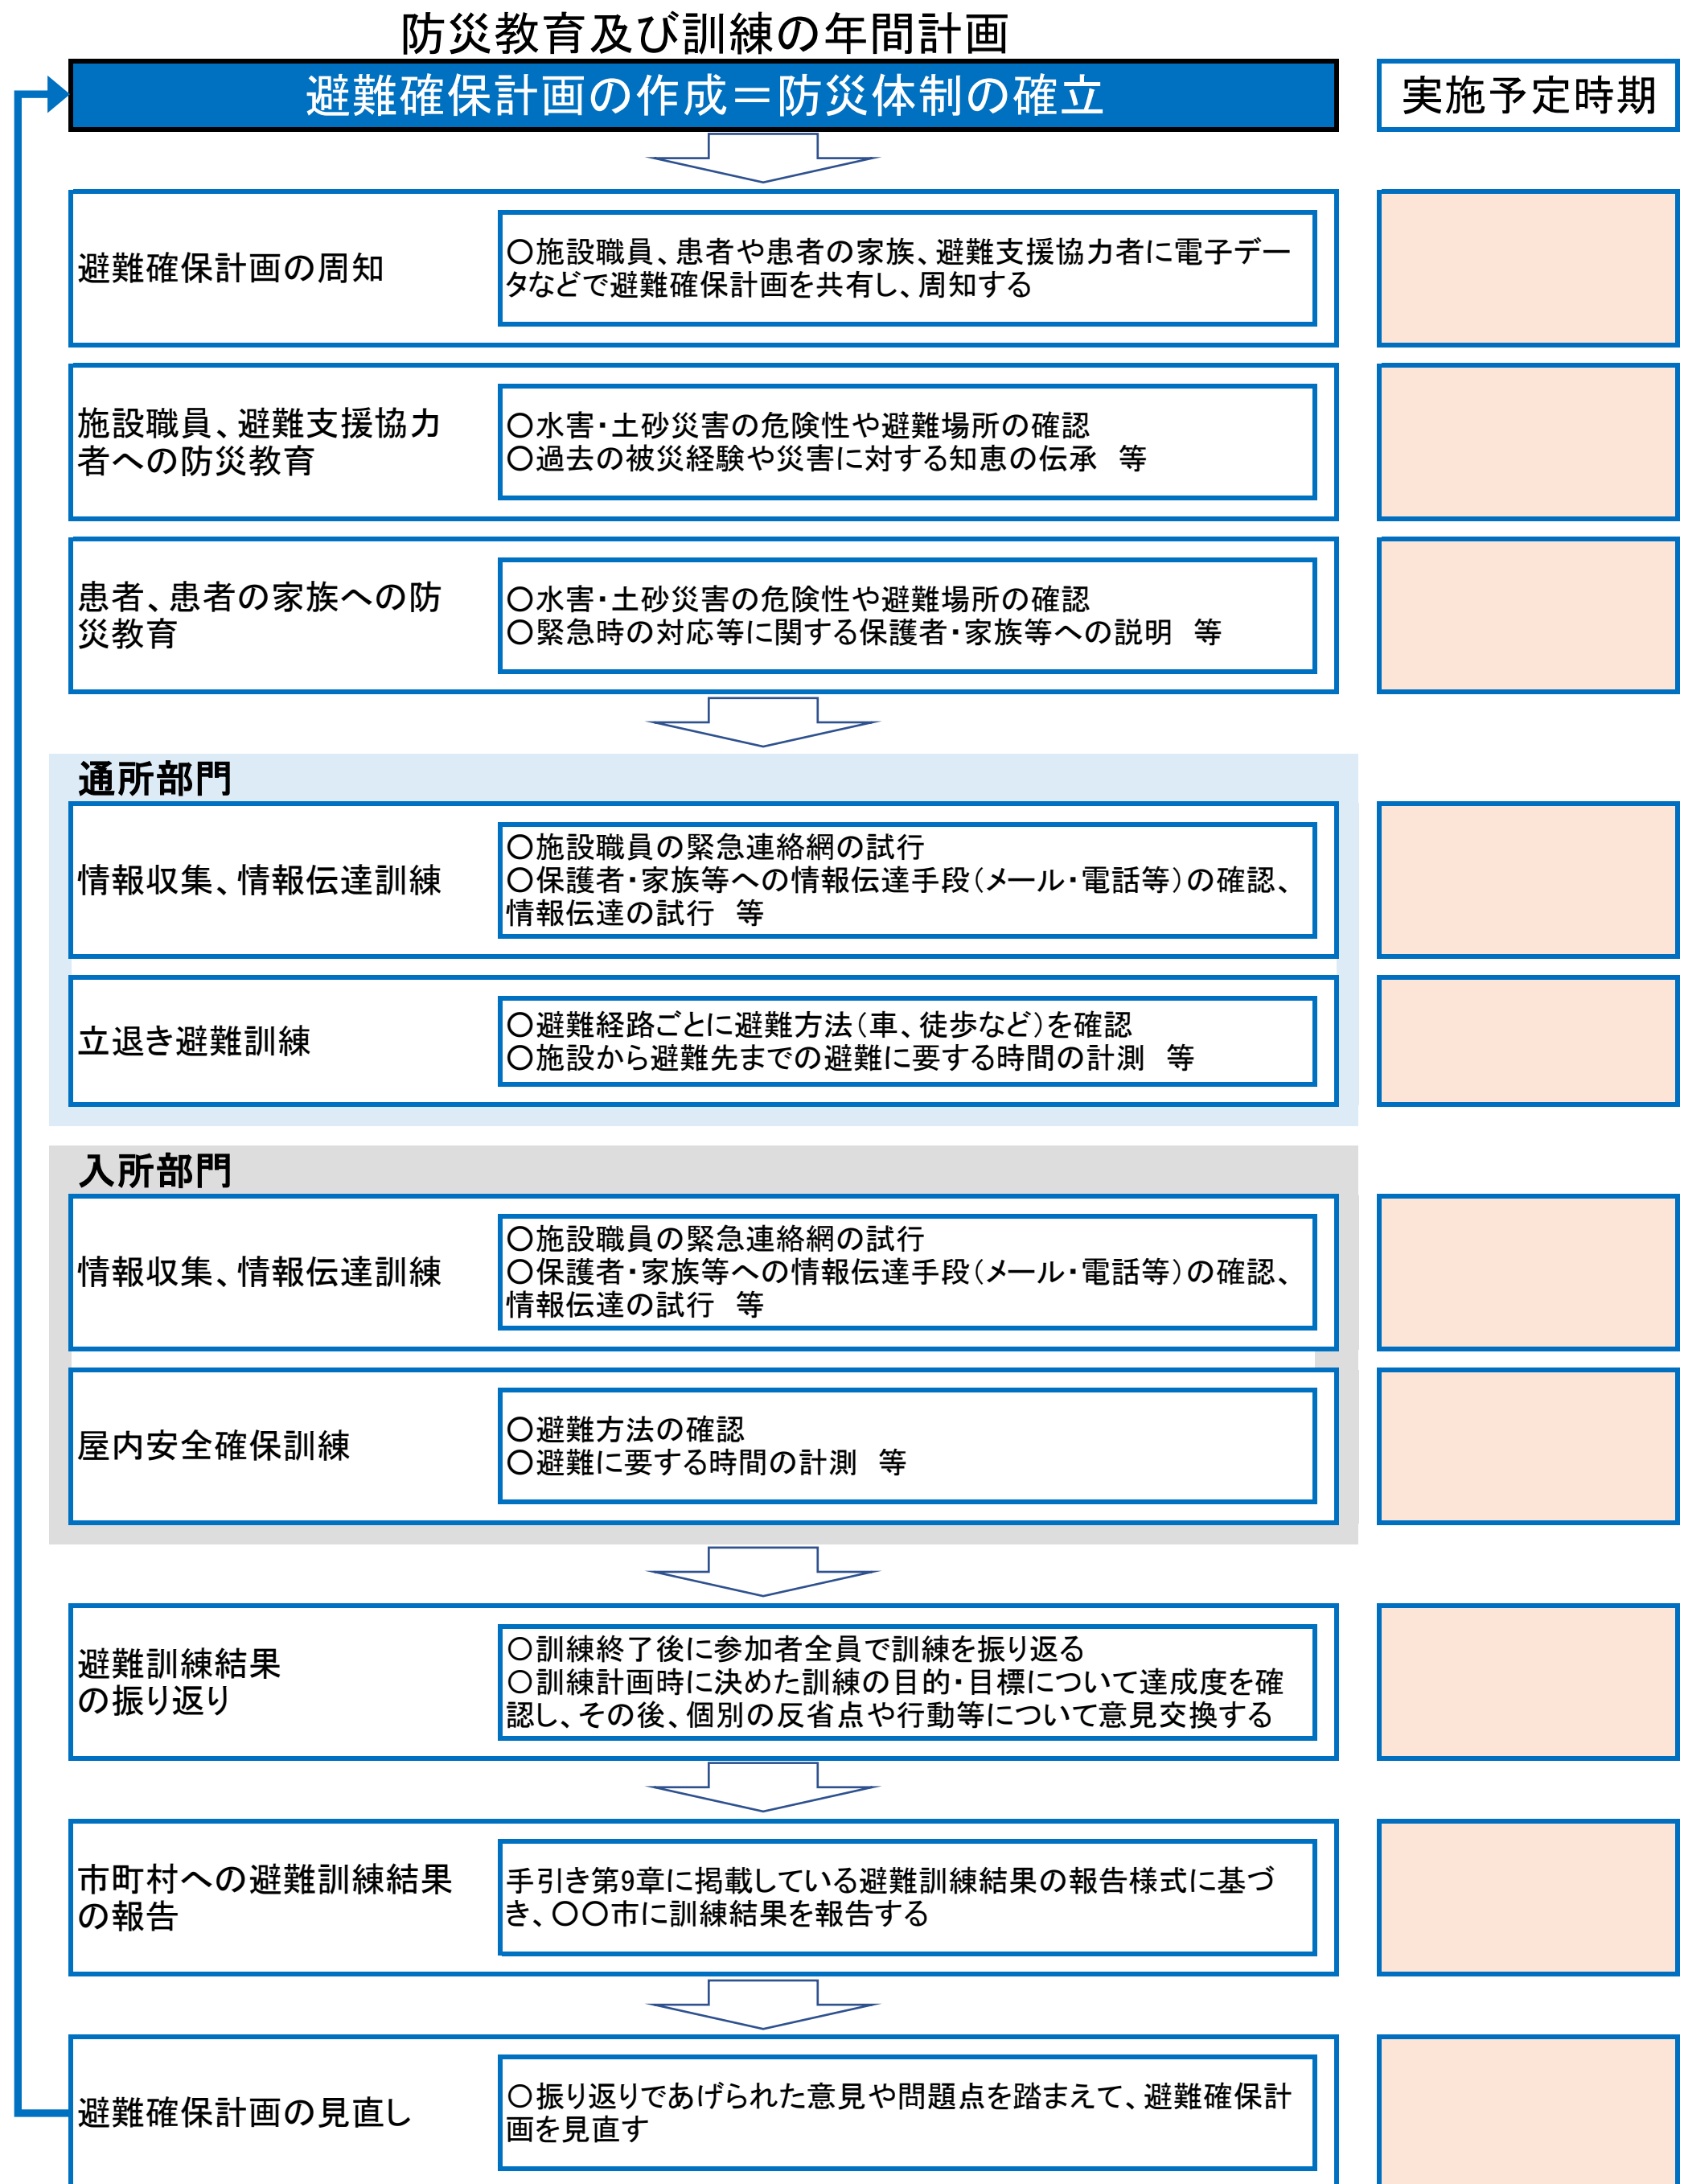 防災教育及び訓練の年間計画
避難確保計画の作成＝防災体制の確立
実施予定時期
避難確保計画の周知
○施設職員、患者や患者の家族、避難支援協力者に電子デー
タなどで避難確保計画を共有し、周知する
施設職員、避難支援協力
者への防災教育
○水害・土砂災害の危険性や避難場所の確認
○過去の被災経験や災害に対する知恵の伝承　等
患者、患者の家族への防
災教育
○水害・土砂災害の危険性や避難場所の確認
○緊急時の対応等に関する保護者・家族等への説明　等
通所部門
情報収集、情報伝達訓練
○施設職員の緊急連絡網の試行
○保護者・家族等への情報伝達手段（メール・電話等）の確認、
情報伝達の試行　等
立退き避難訓練
○避難経路ごとに避難方法（車、徒歩など）を確認
○施設から避難先までの避難に要する時間の計測　等
入所部門
情報収集、情報伝達訓練
○施設職員の緊急連絡網の試行
○保護者・家族等への情報伝達手段（メール・電話等）の確認、
情報伝達の試行　等
屋内安全確保訓練
○避難方法の確認
○避難に要する時間の計測　等
避難訓練結果
の振り返り
○訓練終了後に参加者全員で訓練を振り返る
○訓練計画時に決めた訓練の目的・目標について達成度を確
認し、その後、個別の反省点や行動等について意見交換する
市町村への避難訓練結果
の報告
手引き第9章に掲載している避難訓練結果の報告様式に基づ
き、○○市に訓練結果を報告する
避難確保計画の見直し
○振り返りであげられた意見や問題点を踏まえて、避難確保計
画を見直す